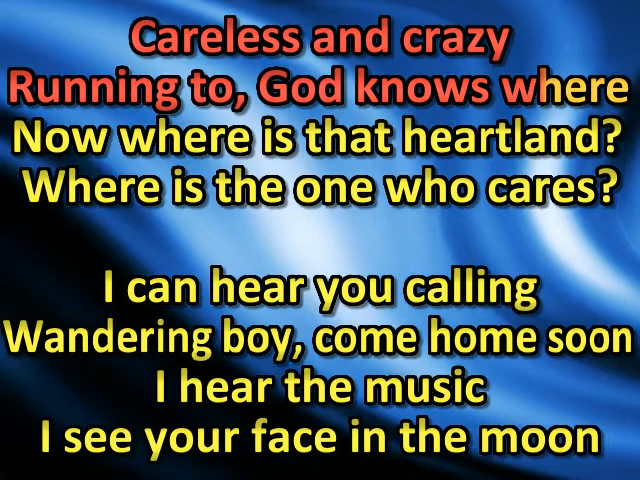 Careless and crazy
Running to, God knows where
Now where is that heartland?
Where is the one who cares?
I can hear you calling
Wandering boy, come home soon
I hear the music
I see your face in the moon